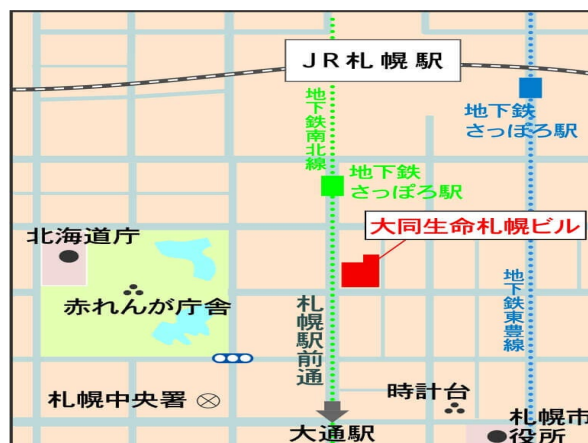 JR札幌駅
地下鉄南北線
地下鉄
さっぽろ駅
地下鉄
さっぽろ駅
大同生命札幌ビル
北海道庁
赤れんが庁舎
札幌駅前通
地下鉄東豊線
札幌中央署
時計台
大通駅
札幌市
役所